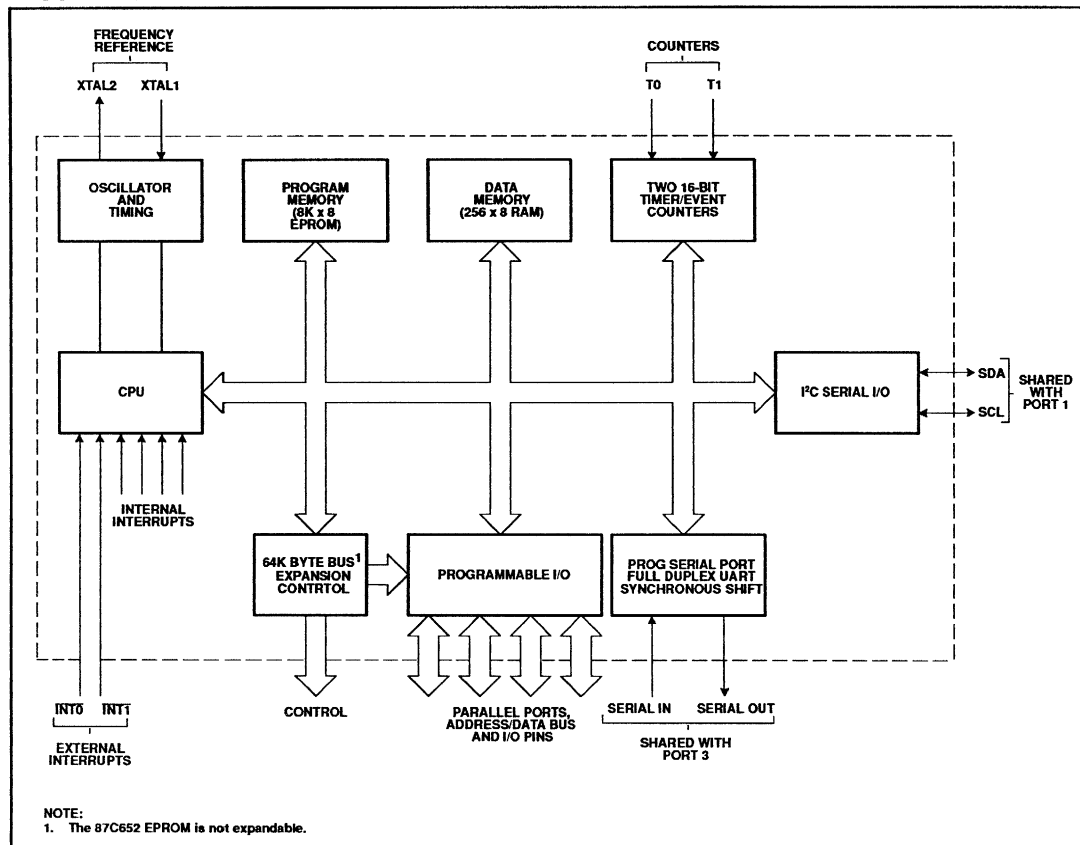 FREQUENCY
REFERENCE
XTAL2 XTAL1
COUNTERS
T0 T1
OSCILLATOR
AND
TIMING
PROGRAM
MEMORY
(8K x 8
EPROM)
DATA
MEMORY
(256 x 8 RAM)
TWO 16-BIT
TIMER/EVENT
COUNTERS
CPU
I²C SERIAL I/O
SDA
SCL
SHARED
WITH
PORT 1
INTERNAL
INTERRUPTS
64K BYTE BUS¹
EXPANSION
CONTRTOL
PROGRAMMABLE I/O
PROG SERIAL PORT
FULL DUPLEX UART
SYNCHRONOUS SHIFT
I̅N̅T̅0̅ I̅N̅T̅1̅
EXTERNAL
INTERRUPTS
CONTROL
PARALLEL PORTS,
ADDRESS/DATA BUS
AND I/O PINS
SERIAL IN SERIAL OUT
SHARED WITH
PORT 3
NOTE:
1. The 87C652 EPROM is not expandable.